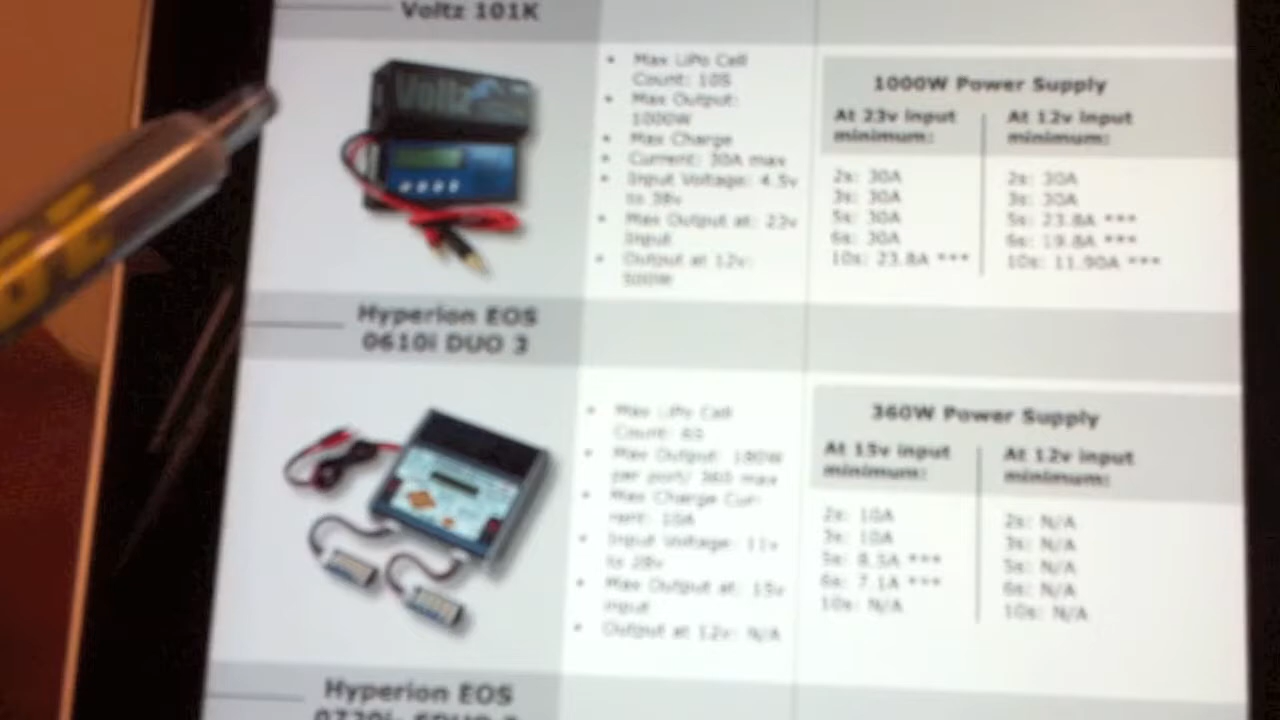 Voltz 101K
Voltz
• Max LiPo Cell
Count: 10S
• Max Output:
1000W
• Max Charge
• Current: 30A max
• Input Voltage: 4.5v
to 38v
• Max Output at: 23v
Input
• Output at 12v:
500W
1000W Power Supply
At 23v input
minimum:
2s: 30A
3s: 30A
5s: 30A
6s: 30A
10s: 23.8A ***
At 12v input
minimum:
2s: 30A
3s: 30A
5s: 23.8A ***
6s: 19.8A ***
10s: 11.90A ***
Hyperion EOS
0610i DUO 3
• Max LiPo Cell
Count: 6S
• Max Output: 180W
per port/ 360 max
• Max Charge Cur-
rent: 10A
• Input Voltage: 11v
to 28v
• Max Output at: 15v
input
• Output at 12v: N/A
360W Power Supply
At 15v input
minimum:
2s: 10A
3s: 10A
5s: 8.5A ***
6s: 7.1A ***
10s: N/A
At 12v input
minimum:
2s: N/A
3s: N/A
5s: N/A
6s: N/A
10s: N/A
Hyperion EOS